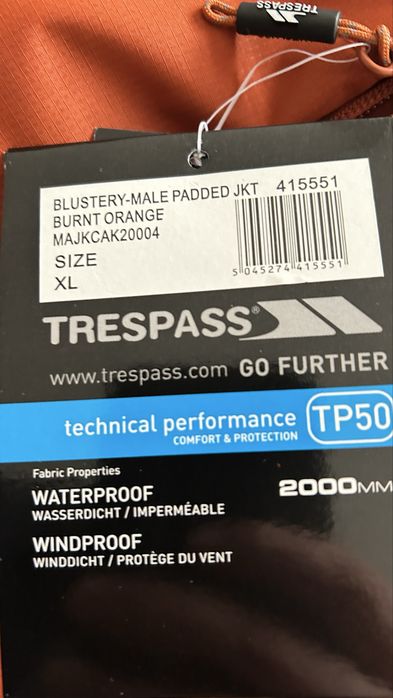 TRESPASS
BLUSTERY-MALE PADDED JKT 415551
BURNT ORANGE
MAJKCAK20004
SIZE
XL
5 045274 415551
TRESPASS®
www.trespass.com GO FURTHER
technical performance TP50
COMFORT & PROTECTION
Fabric Properties
WATERPROOF 2000MM
WASSERDICHT / IMPERMÉABLE
WINDPROOF
WINDDICHT / PROTÈGE DU VENT